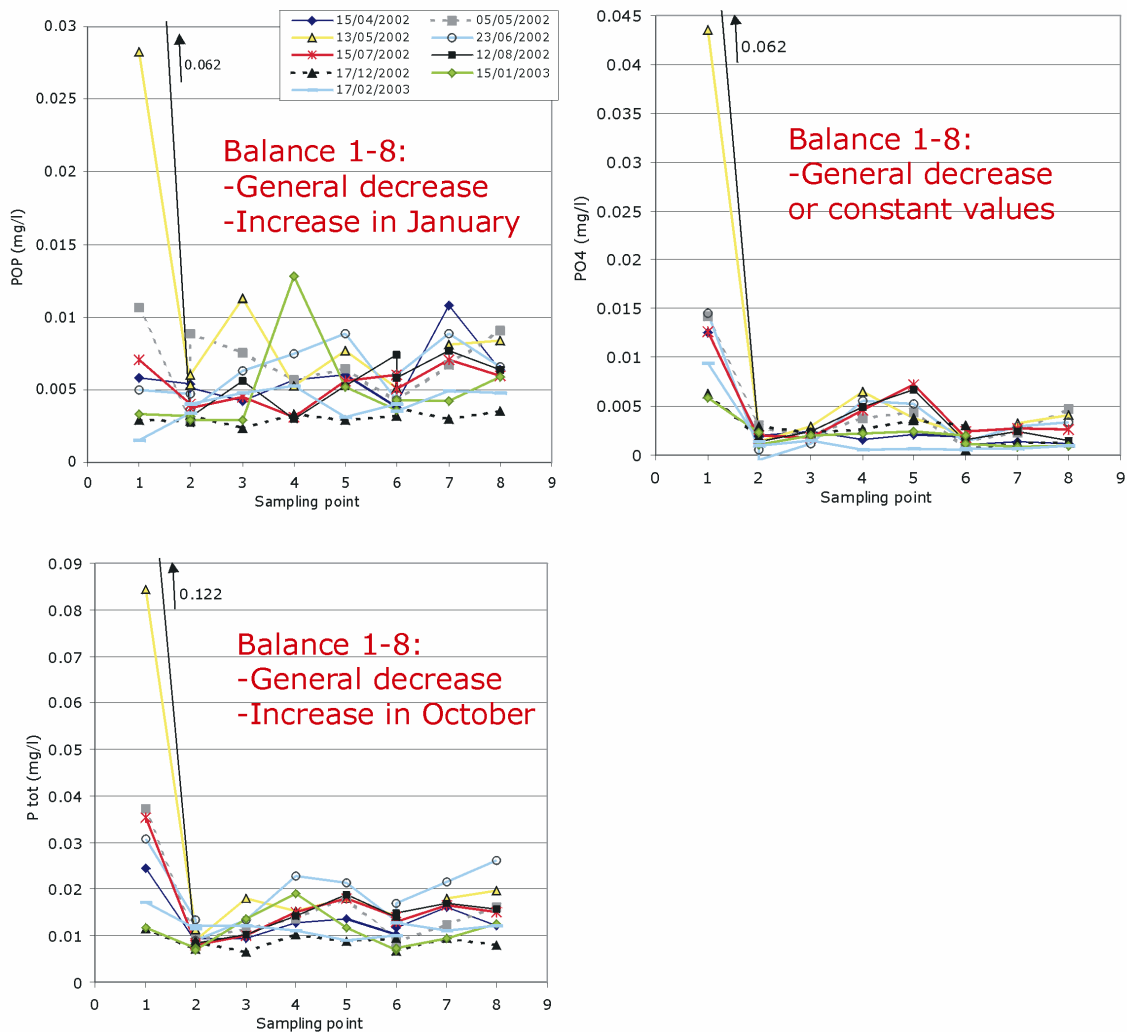 0.03
0.025
0.02
0.015
0.01
0.005
0
POP (mg/l)
0 1 2 3 4 5 6 7 8 9
Sampling point
0.062
15/04/2002 05/05/2002
13/05/2002 23/06/2002
15/07/2002 12/08/2002
17/12/2002 15/01/2003
17/02/2003
Balance 1-8:
-General decrease
-Increase in January
0.045
0.04
0.035
0.03
0.025
0.02
0.015
0.01
0.005
0
PO4 (mg/l)
0 1 2 3 4 5 6 7 8 9
Sampling point
0.062
Balance 1-8:
-General decrease
or constant values
0.09
0.08
0.07
0.06
0.05
0.04
0.03
0.02
0.01
0
P tot (mg/l)
0 1 2 3 4 5 6 7 8 9
Sampling point
0.122
Balance 1-8:
-General decrease
-Increase in October